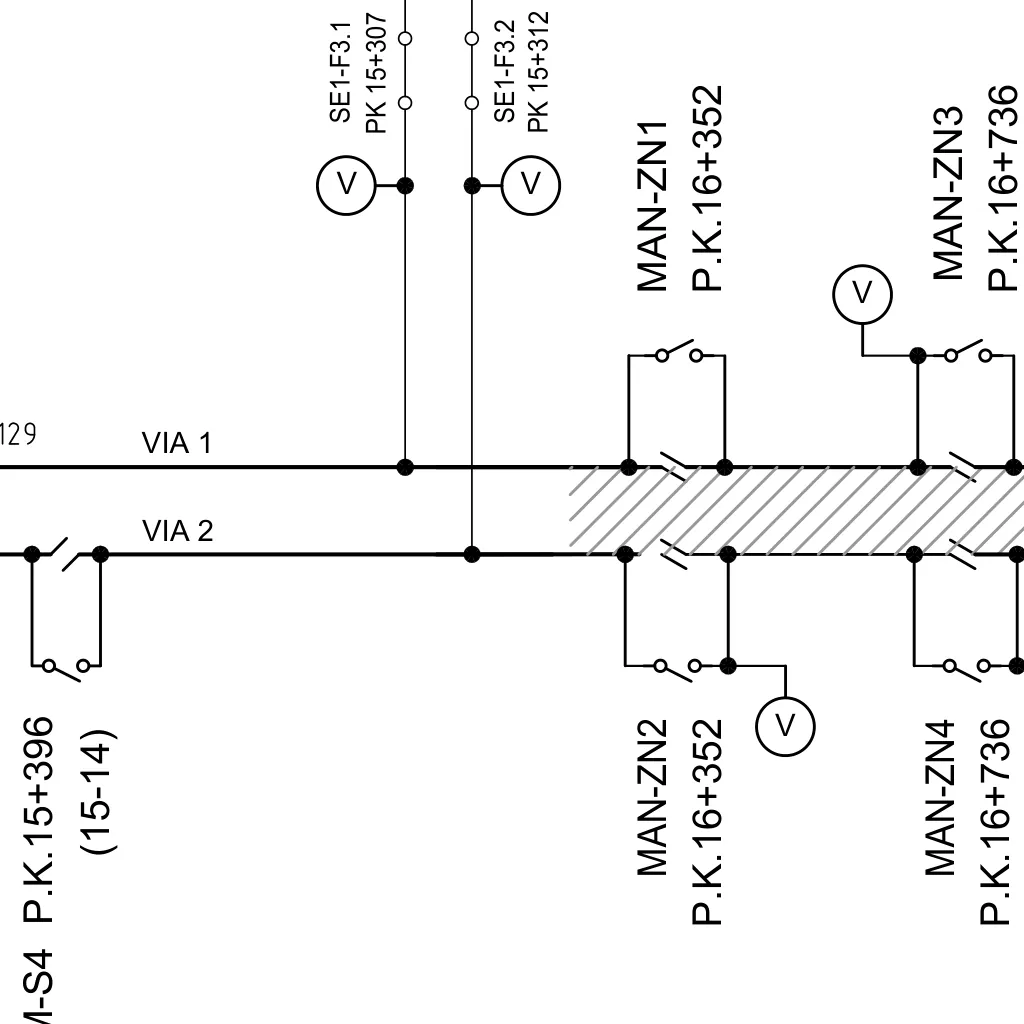 SE1-F3.1
PK 15+307
SE1-F3.2
PK 15+312
MAN-ZN1
P.K.16+352
MAN-ZN3
P.K.16+736
V
V
V
129
VIA 1
VIA 2
M-S4 P.K.15+396
(15-14)
MAN-ZN2
P.K.16+352
V
MAN-ZN4
P.K.16+736